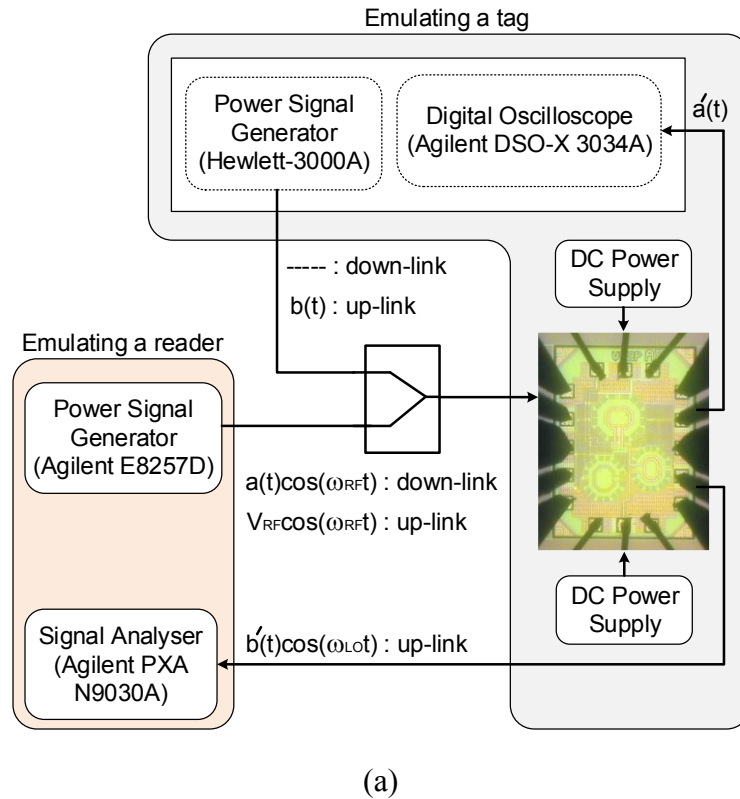 Emulating a tag
Power Signal
Generator
(Hewlett-3000A)
Digital Oscilloscope
(Agilent DSO-X 3034A)
a′(t)
----- : down-link
b(t) : up-link
DC Power
Supply
Emulating a reader
Power Signal
Generator
(Agilent E8257D)
a(t)cos(ωRFt) : down-link
VRFcos(ωRFt) : up-link
DC Power
Supply
Signal Analyser
(Agilent PXA
N9030A)
b′(t)cos(ωLOt) : up-link
(a)